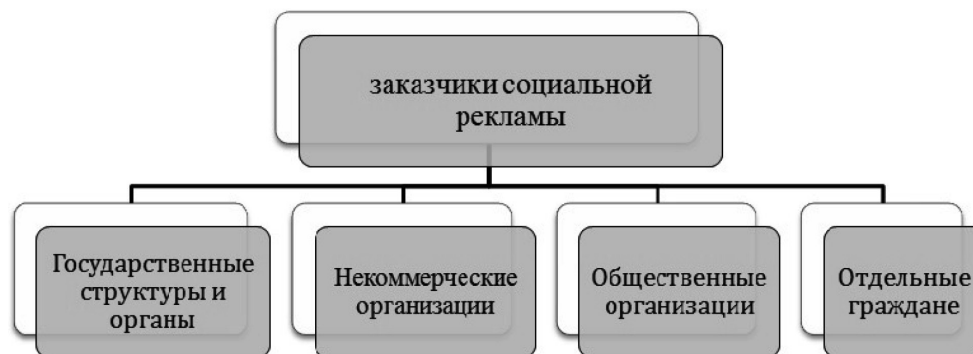 заказчики социальной
рекламы
Государственные
структуры и
органы
Некоммерческие
организации
Общественные
организации
Отдельные
граждане